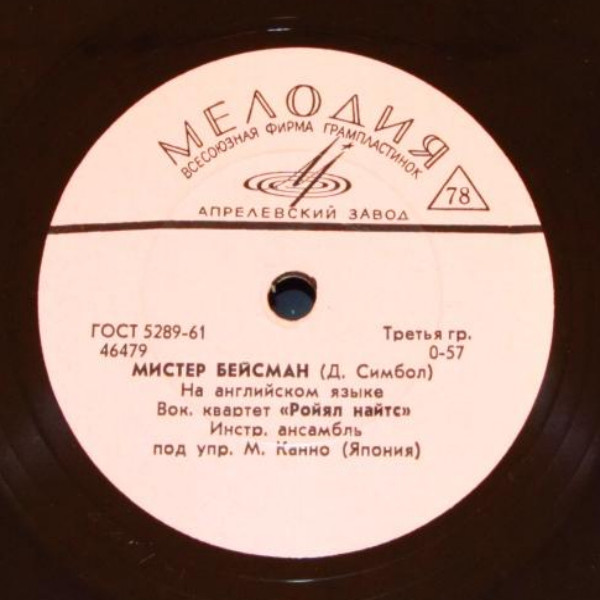 МЕЛОДИЯ
ВСЕСОЮЗНАЯ ФИРМА ГРАМПЛАСТИНОК
78
АПРЕЛЕВСКИЙ ЗАВОД
ГОСТ 5289-61 Третья гр.
46479 0-57
МИСТЕР БЕЙСМАН (Д. Симбол)
На английском языке
Вок. квартет «Ройял найтс»
Инстр. ансамбль
под упр. М. Канно (Япония)